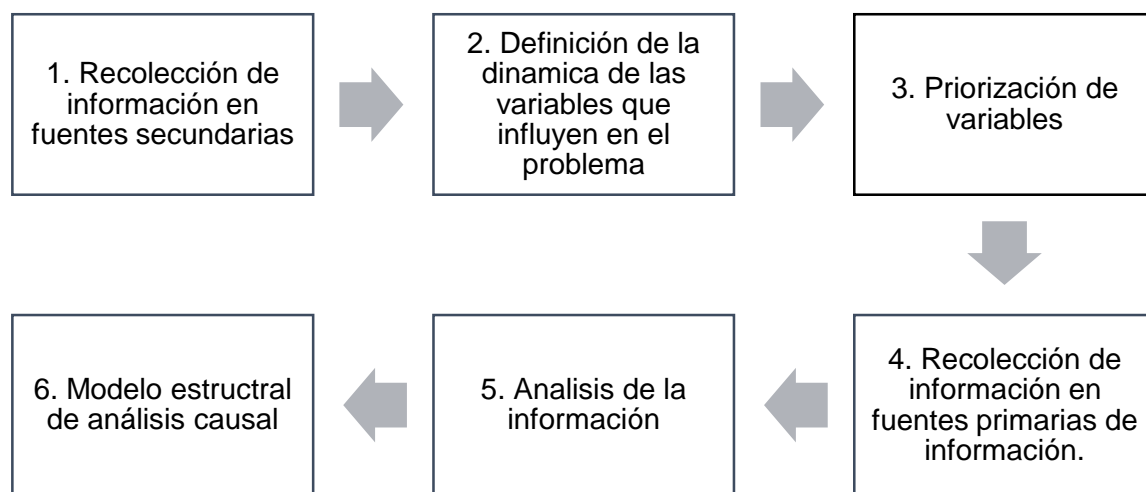 1. Recolección de
información en
fuentes secundarias
2. Definición de la
dinamica de las
variables que
influyen en el
problema
3. Priorización de
variables
4. Recolección de
información en
fuentes primarias de
información.
5. Analisis de la
información
6. Modelo estructral
de análisis causal